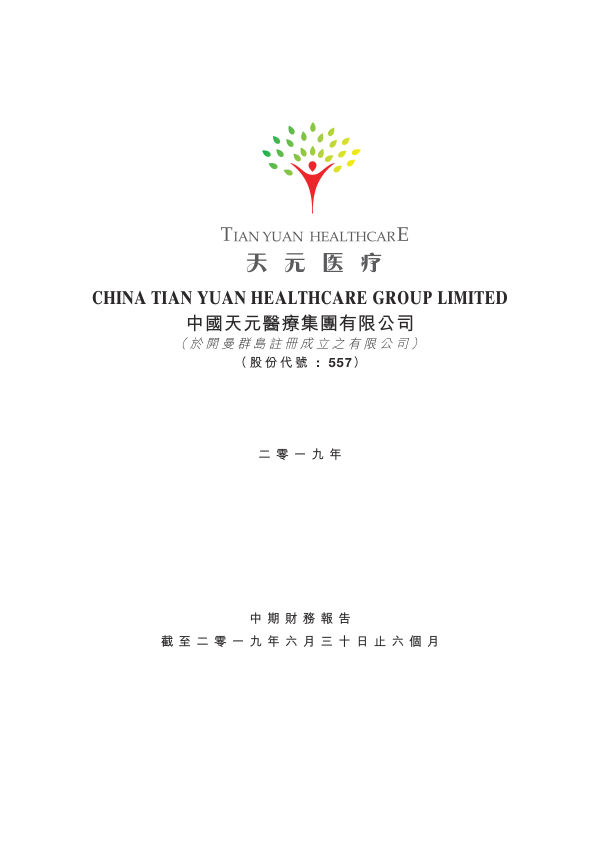 TIAN YUAN HEALTHCARE
天元医疗
CHINA TIAN YUAN HEALTHCARE GROUP LIMITED
中國天元醫療集團有限公司
（於開曼群島註冊成立之有限公司）
（股份代號：557）
二零一九年
中期財務報告
截至二零一九年六月三十日止六個月